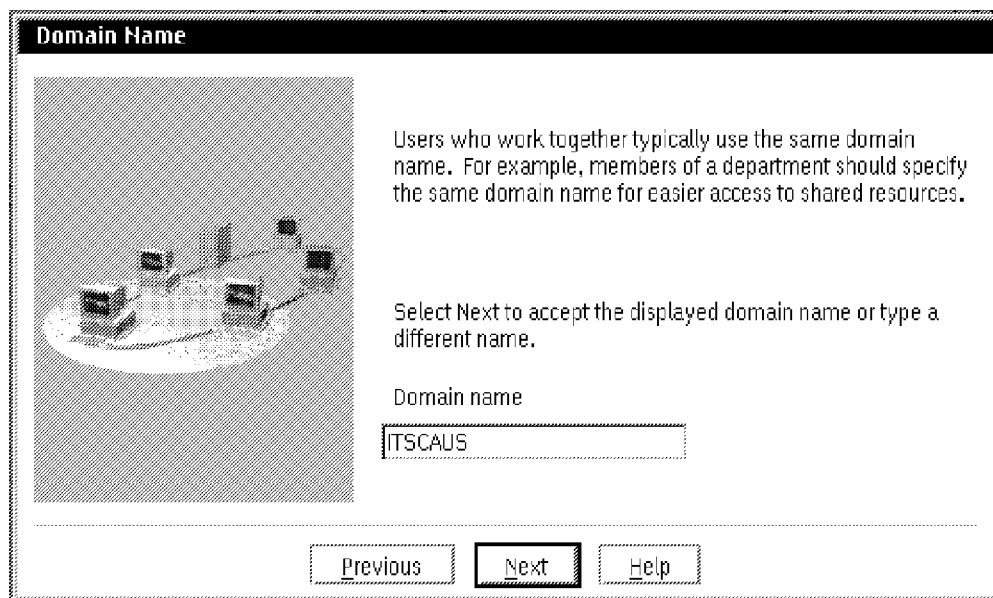 Domain Name
Users who work together typically use the same domain
name. For example, members of a department should specify
the same domain name for easier access to shared resources.
Select Next to accept the displayed domain name or type a
different name.
Domain name
ITSCAUS
Previous
Next
Help